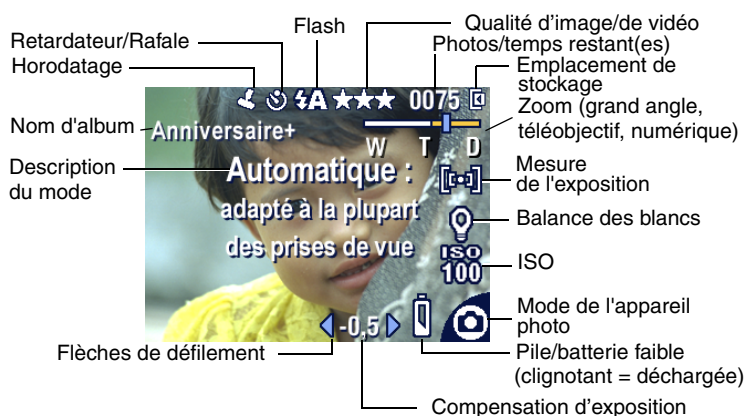 Flash
Qualité d'image/de vidéo
Retardateur/Rafale
Photos/temps restant(es)
Horodatage
Emplacement de
stockage
A 0075
Zoom (grand angle,
téléobjectif, numérique)
Nom d'album
Anniversaire+
W T D
Description
du mode
Automatique :
adapté à la plupart
des prises de vue
Mesure
de l'exposition
Balance des blancs
ISO
100
ISO
Mode de l'appareil
photo
-0,5
Flèches de défilement
Pile/batterie faible
(clignotant = déchargée)
Compensation d'exposition